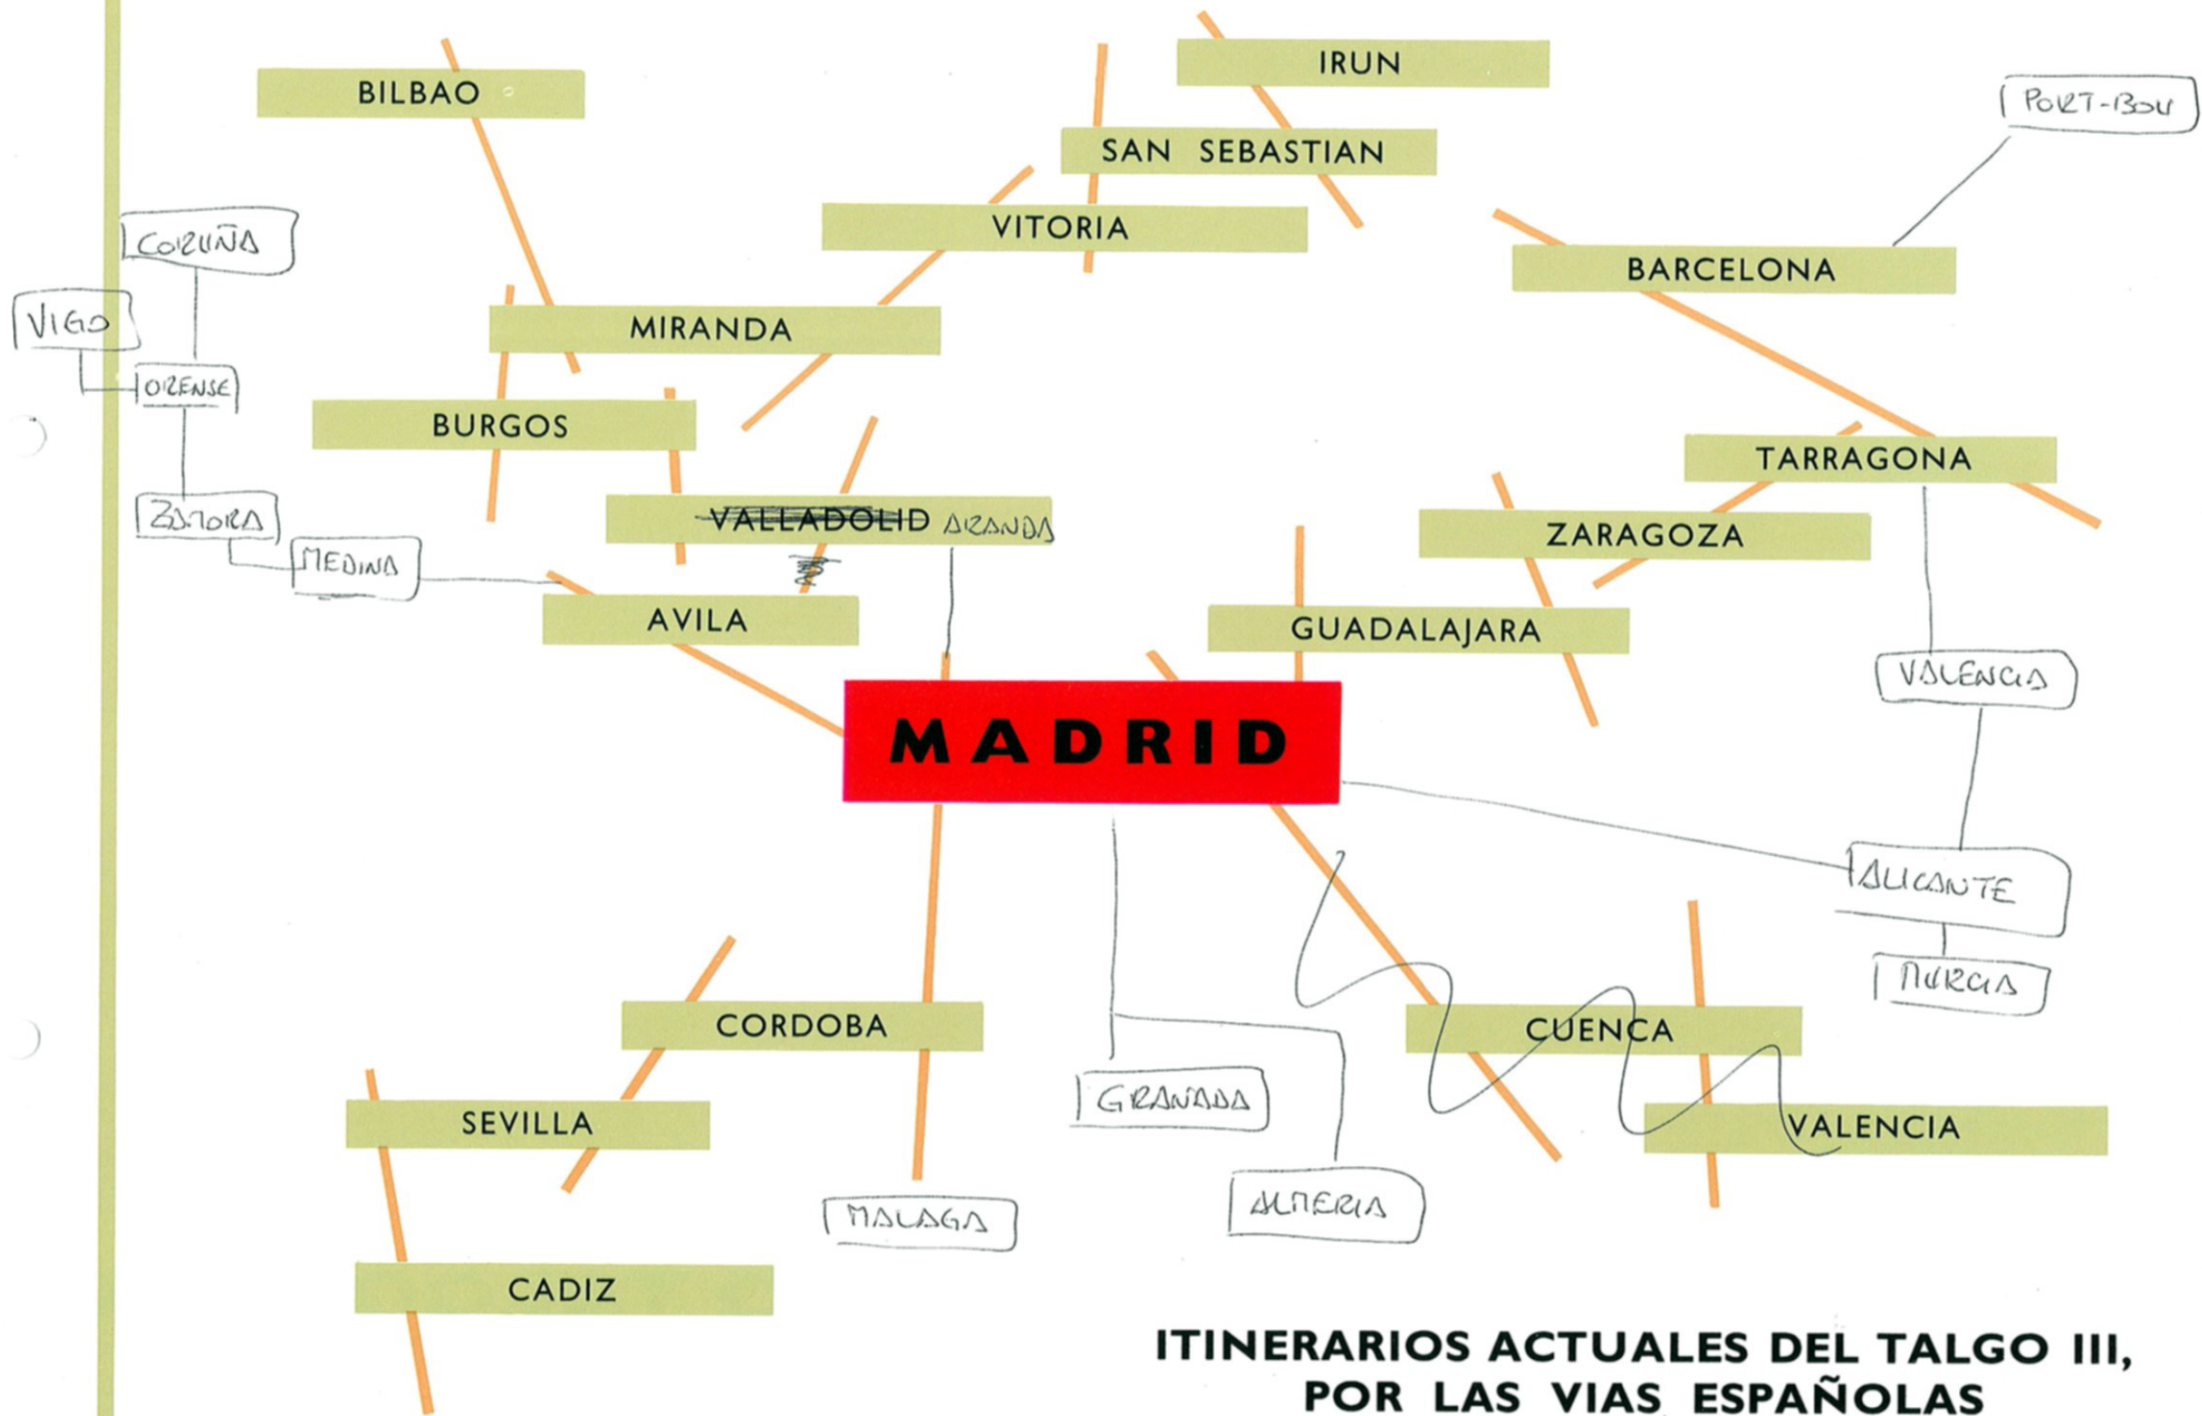 IRUN
BILBAO
PORT-BOU
SAN SEBASTIAN
VITORIA
CORUÑA
BARCELONA
VIGO
MIRANDA
ORENSE
BURGOS
TARRAGONA
ZAMORA
VALLADOLID ARANDA
ZARAGOZA
MEDINA
AVILA
GUADALAJARA
VALENCIA
MADRID
ALICANTE
MURCIA
CORDOBA
CUENCA
GRANADA
SEVILLA
VALENCIA
MALAGA
ALMERIA
CADIZ
ITINERARIOS ACTUALES DEL TALGO III,
POR LAS VIAS ESPAÑOLAS